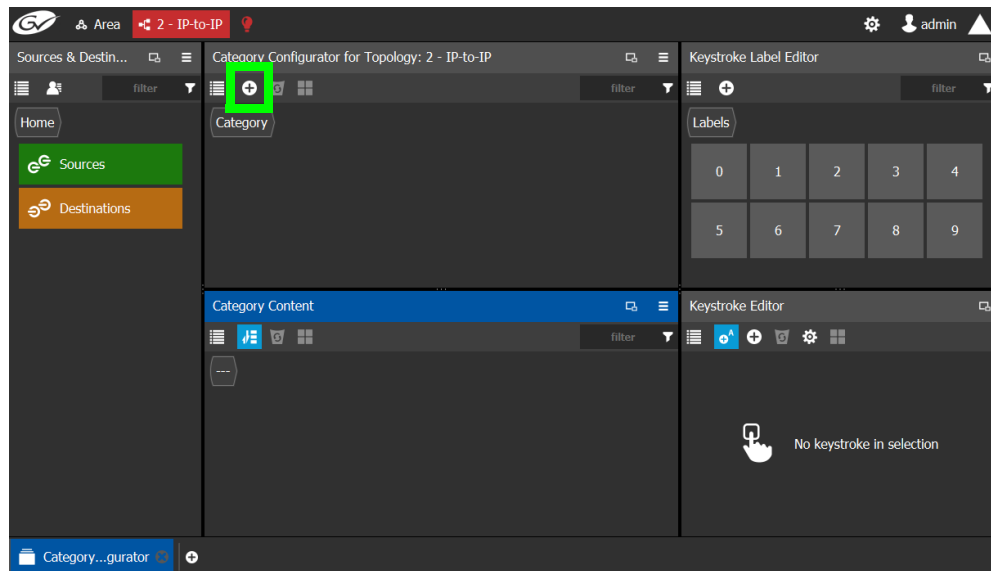 GV Area 2 - IP-to-IP admin
Sources & Destin...
Category Configurator for Topology: 2 - IP-to-IP
Keystroke Label Editor
filter
filter
filter
Home
Category
Labels
Sources
Destinations
0 1 2 3 4
5 6 7 8 9
Category Content
Keystroke Editor
filter
---
No keystroke in selection
Category...gurator